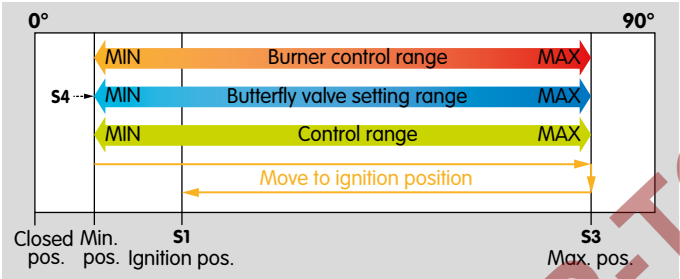 0° 90°
MIN Burner control range MAX
S4 MIN Butterfly valve setting range MAX
MIN Control range MAX
Move to ignition position
Closed Min. S1 S3
pos. pos. Ignition pos. Max. pos.